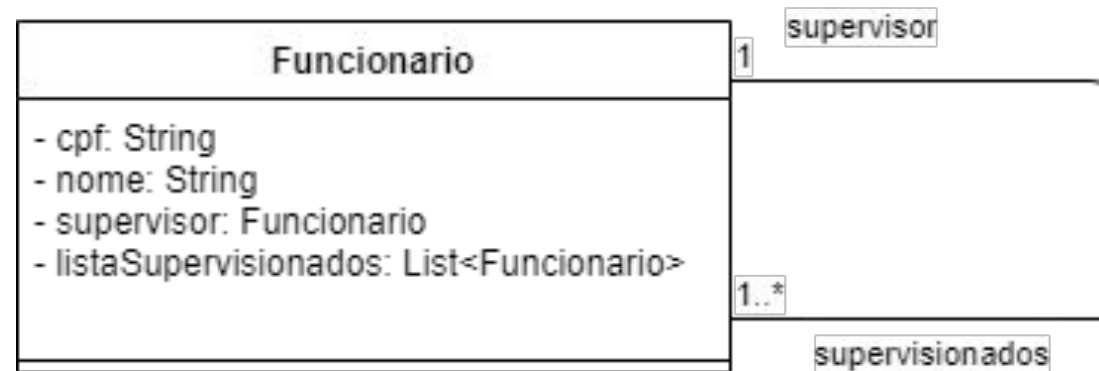 supervisor
Funcionario
1
- cpf: String
- nome: String
- supervisor: Funcionario
- listaSupervisionados: List<Funcionario>
1..*
supervisionados